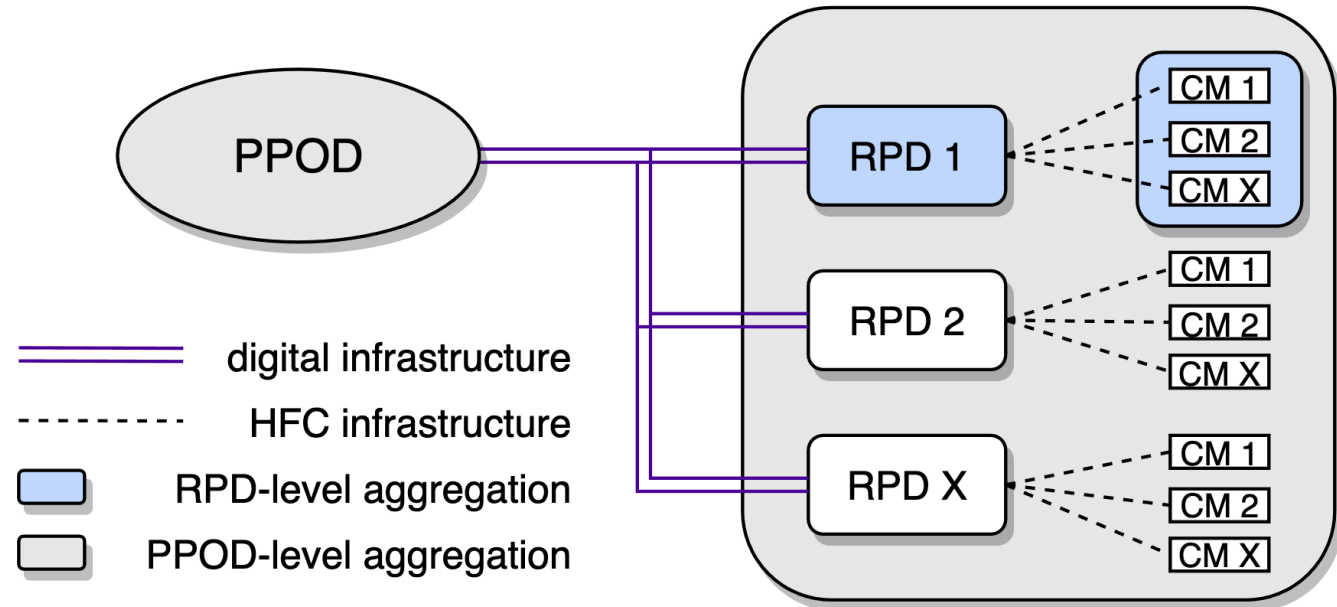 PPOD
RPD 1
CM 1
CM 2
CM X
RPD 2
CM 1
CM 2
CM X
RPD X
CM 1
CM 2
CM X
digital infrastructure
HFC infrastructure
RPD-level aggregation
PPOD-level aggregation